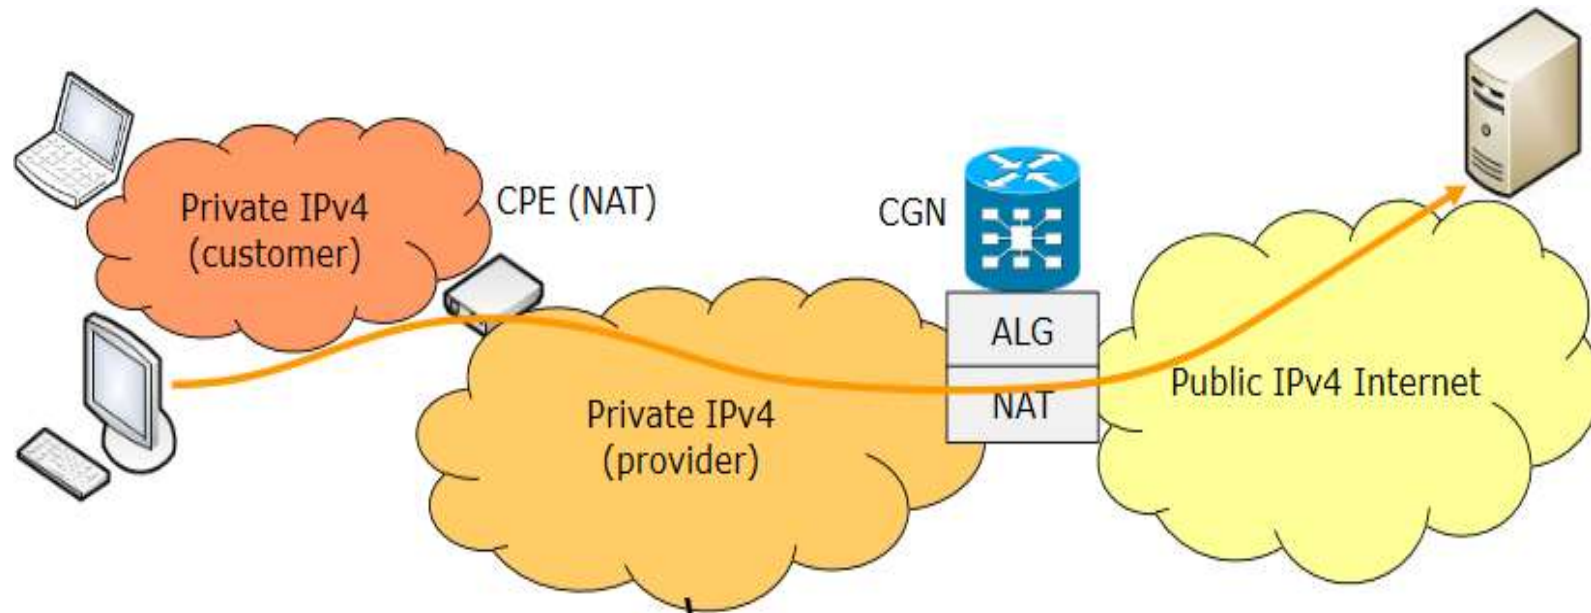 Private IPv4
(customer)
CPE (NAT)
CGN
ALG
NAT
Private IPv4
(provider)
Public IPv4 Internet